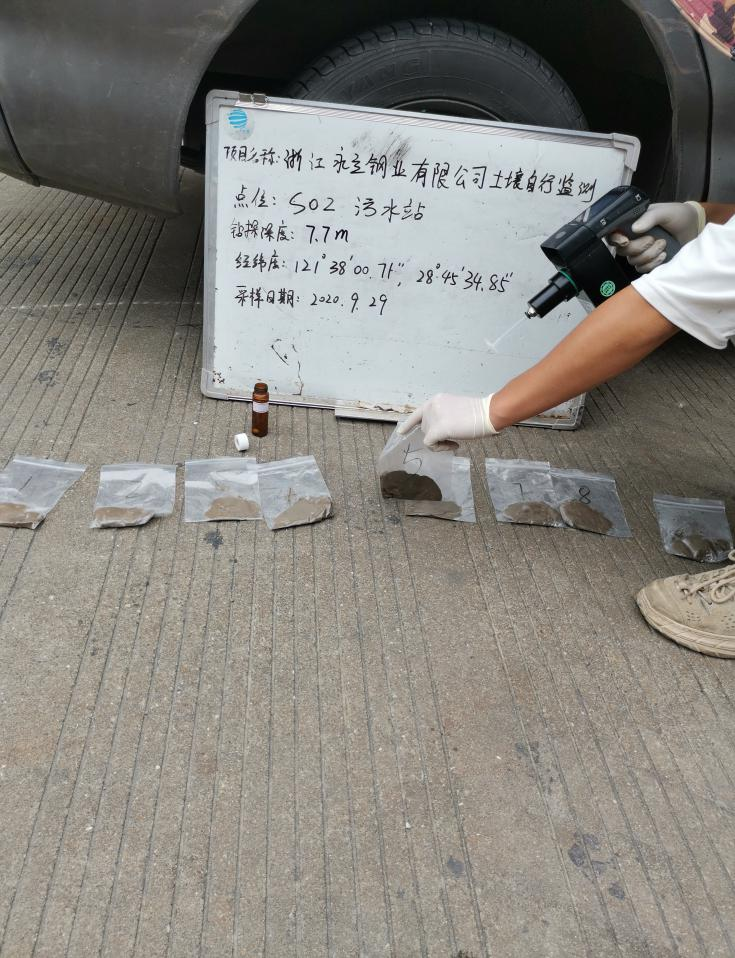 项目名称: 浙江永立钢业有限公司土壤自行监测
点位: S02 污水站
钻探深度: 7.7m
经纬度: 121°38′00.71″, 28°45′34.85″
采样日期: 2020.9.29
5
7
8